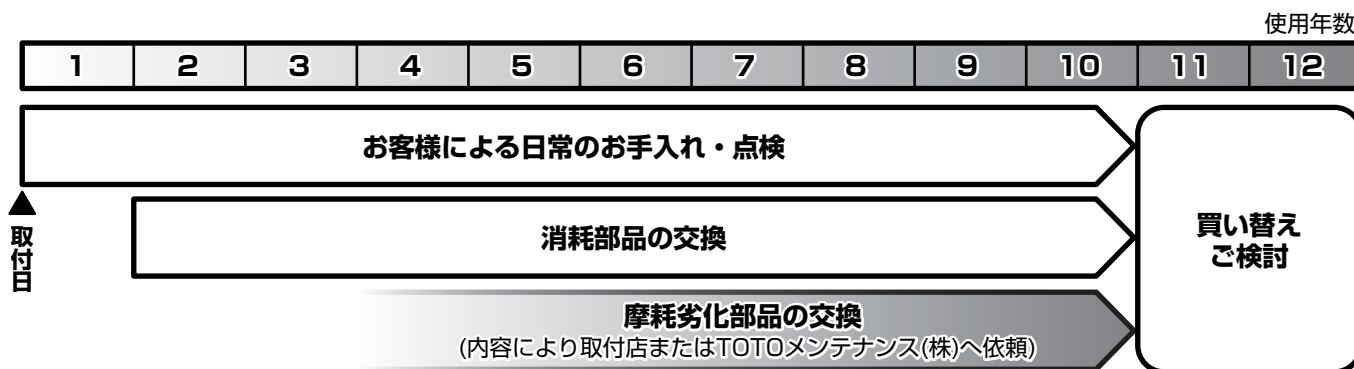 使用年数
1 2 3 4 5 6 7 8 9 10 11 12
お客様による日常のお手入れ・点検
取付日
消耗部品の交換
買い替え
ご検討
摩耗劣化部品の交換
(内容により取付店またはTOTOメンテナンス(株)へ依頼)